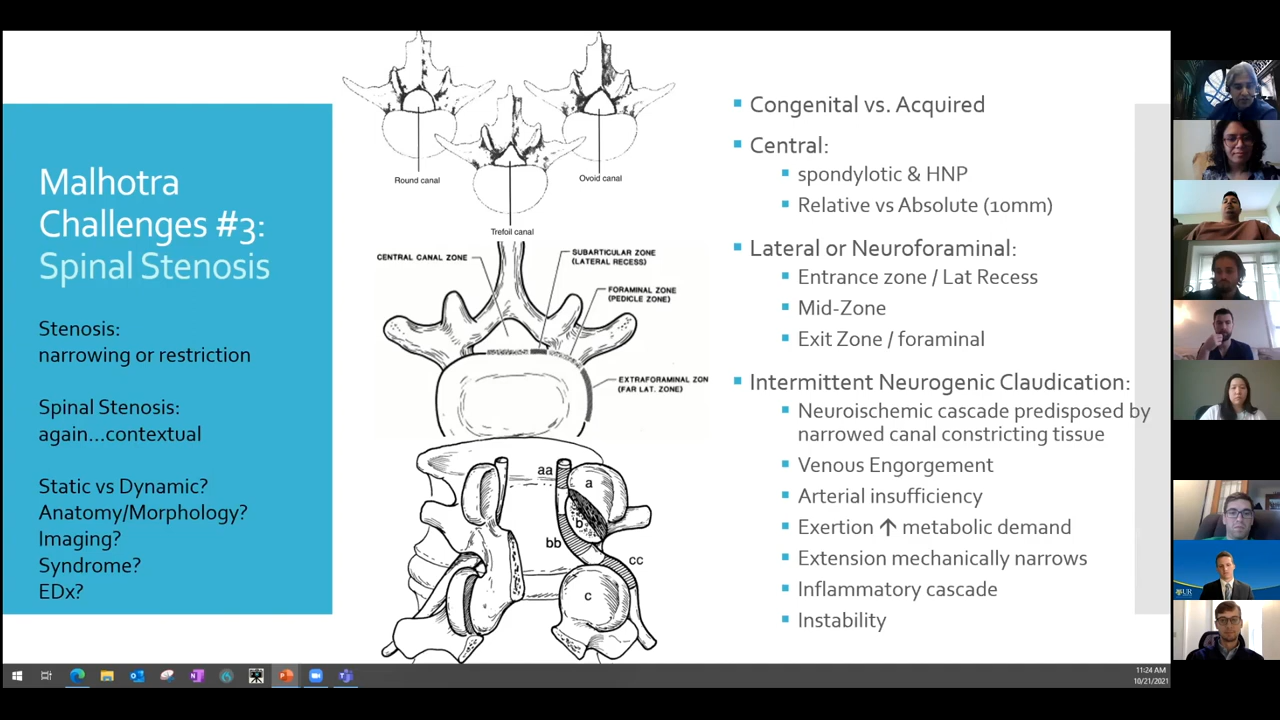 Malhotra
Challenges #3:
Spinal Stenosis
Stenosis:
narrowing or restriction
Spinal Stenosis:
again...contextual
Static vs Dynamic?
Anatomy/Morphology?
Imaging?
Syndrome?
EDx?
Round canal
Ovoid canal
Trefoil canal
CENTRAL CANAL ZONE
SUBARTICULAR ZONE
(LATERAL RECESS)
FORAMINAL ZONE
(PEDICLE ZONE)
EXTRAFORAMINAL ZON
(FAR LAT. ZONE)
aa
a
b
bb
cc
c
Congenital vs. Acquired
Central:
spondylotic & HNP
Relative vs Absolute (10mm)
Lateral or Neuroforaminal:
Entrance zone / Lat Recess
Mid-Zone
Exit Zone / foraminal
Intermittent Neurogenic Claudication:
Neuroischemic cascade predisposed by
narrowed canal constricting tissue
Venous Engorgement
Arterial insufficiency
Exertion ↑ metabolic demand
Extension mechanically narrows
Inflammatory cascade
Instability
11:24 AM
10/21/2021